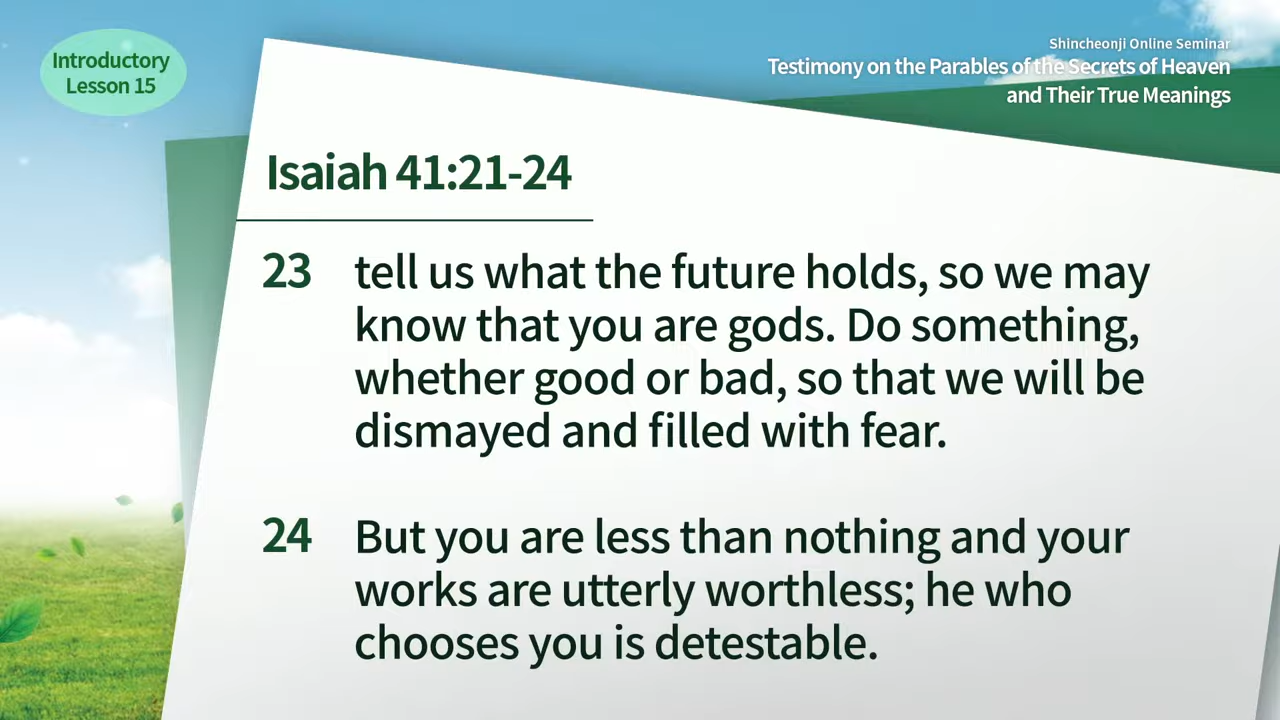 Introductory
Lesson 15
Shincheonji Online Seminar
Testimony on the Parables of the Secrets of Heaven
and Their True Meanings
Isaiah 41:21-24
23 tell us what the future holds, so we may
know that you are gods. Do something,
whether good or bad, so that we will be
dismayed and filled with fear.
24 But you are less than nothing and your
works are utterly worthless; he who
chooses you is detestable.